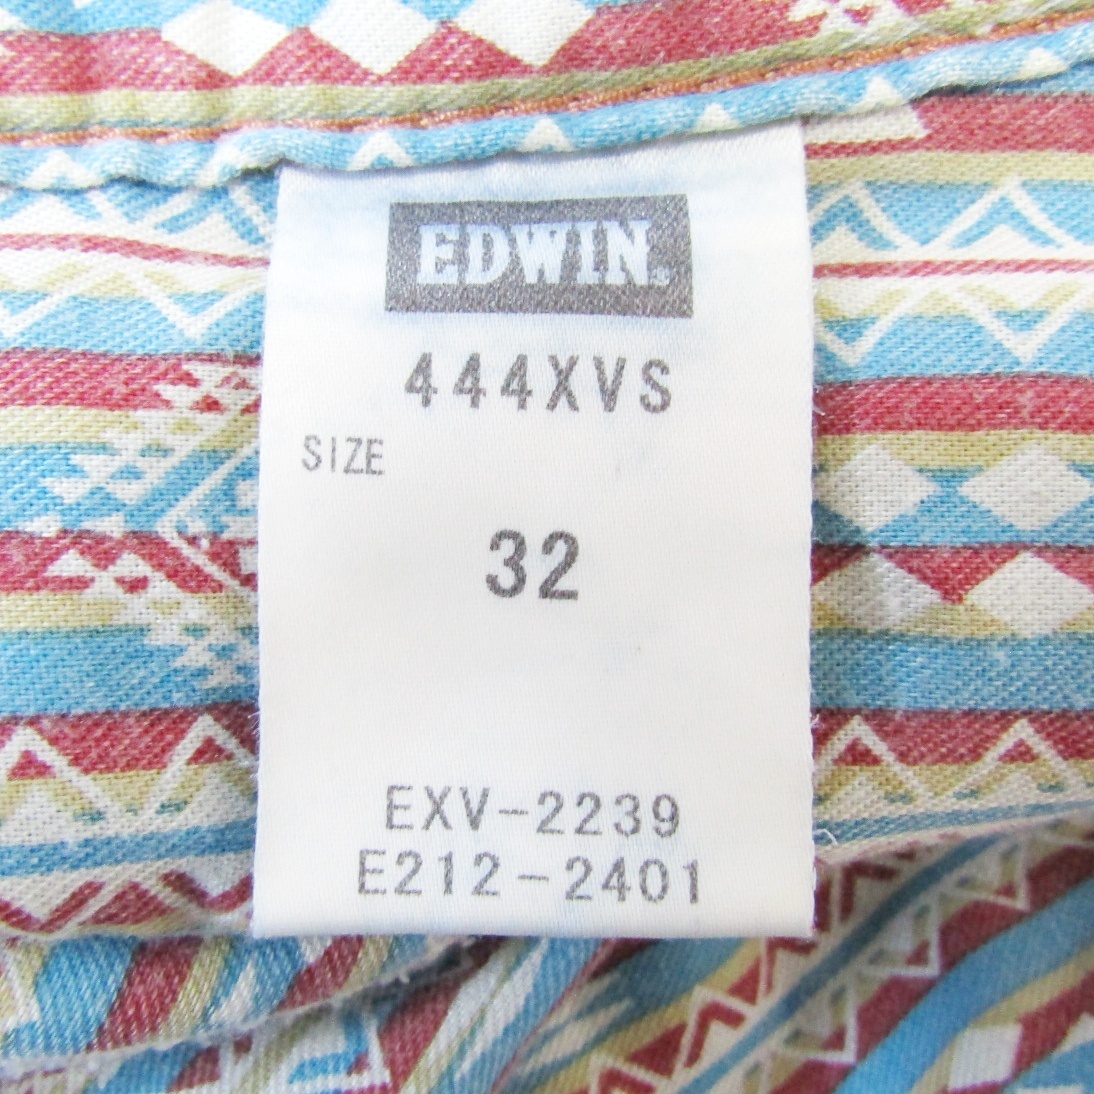 EDWIN.
444XVS
SIZE
32
EXV-2239
E212-2401